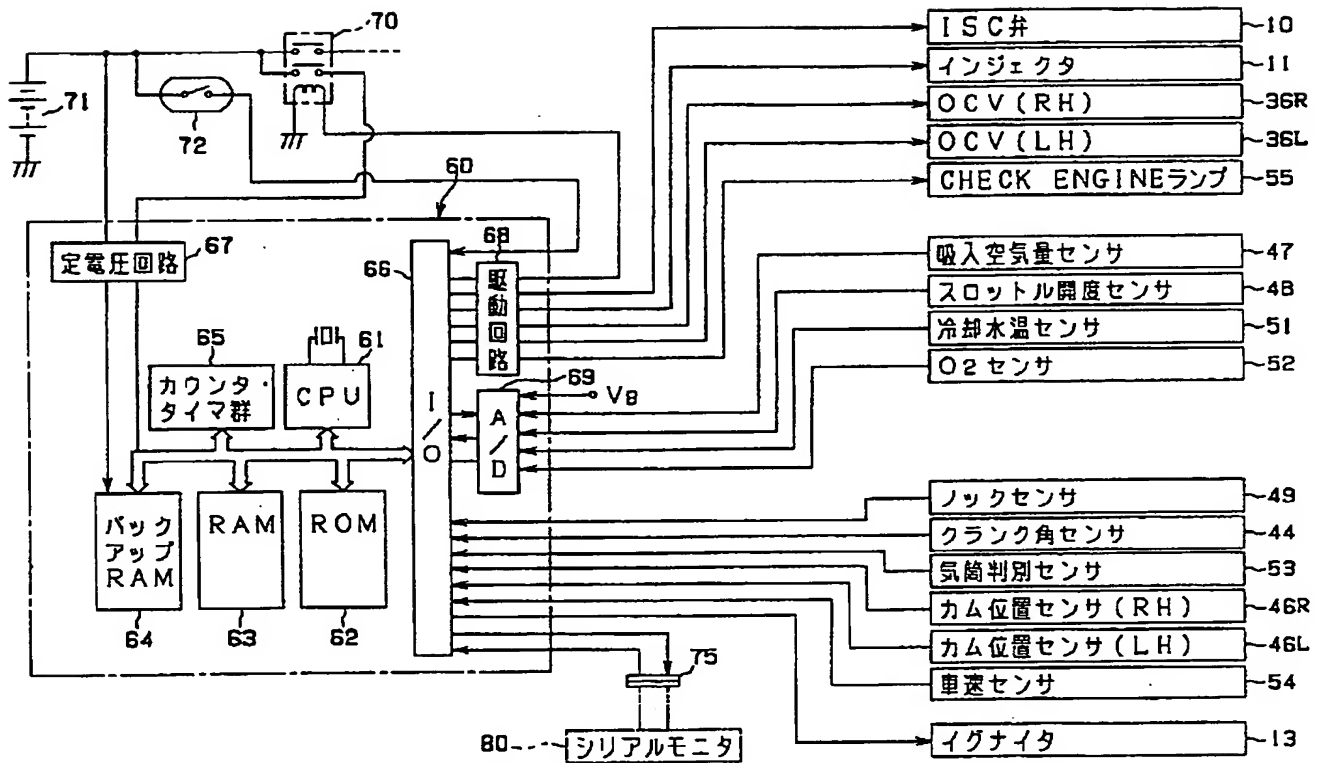 70
71
72
60
ISC弁 10
インジェクタ 11
OCV(RH) 36R
OCV(LH) 36L
CHECK ENGINEランプ 55
定電圧回路 67
66
68
駆動回路
吸入空気量センサ 47
スロットル開度センサ 48
冷却水温センサ 51
O2センサ 52
65
カウンタ・
タイマ群
61
CPU
I/O
69
A/D
VB
バック
アップ
RAM
64
RAM
63
ROM
62
ノックセンサ 49
クランク角センサ 44
気筒判別センサ 53
カム位置センサ(RH) 46R
カム位置センサ(LH) 46L
車速センサ 54
75
80
シリアルモニタ
イグナイタ 13